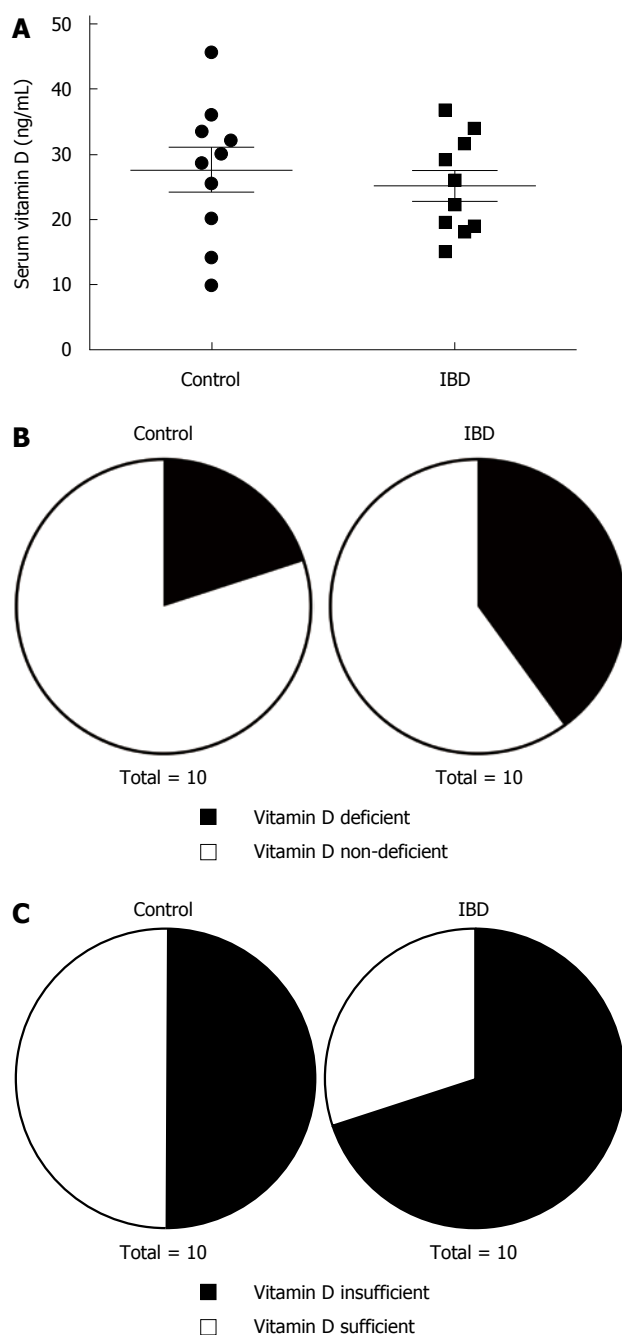 A
Serum vitamin D (ng/mL)
50
40
30
20
10
0
Control IBD
B
Control IBD
Total = 10 Total = 10
Vitamin D deficient
Vitamin D non-deficient
C
Control IBD
Total = 10 Total = 10
Vitamin D insufficient
Vitamin D sufficient